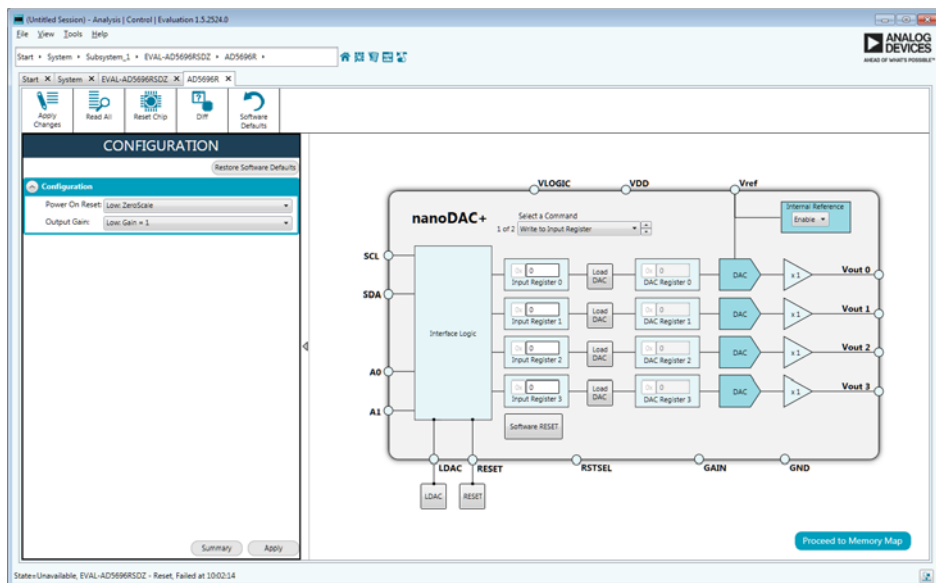 (Untitled Session) - Analysis | Control | Evaluation 1.5.2524.0
File View Tools Help
Start • System • Subsystem_1 • EVAL-AD5696RSDZ • AD5696R •
ANALOG
DEVICES
AHEAD OF WHAT'S POSSIBLE™
Start X System X EVAL-AD5696RSDZ X AD5696R X
Apply Changes
Read All
Reset Chip
Diff
Software Defaults
CONFIGURATION
Restore Software Defaults
Configuration
Power On Reset: Low: ZeroScale
Output Gain: Low: Gain = 1
Summary Apply
VLOGIC VDD Vref
nanoDAC+
Select a Command
1 of 2 Write to Input Register
Internal Reference
Enable
SCL
SDA
A0
A1
Interface Logic
0x 0
Input Register 0
Load DAC
0x 0
DAC Register 0
DAC
x1
Vout 0
0x 0
Input Register 1
Load DAC
0x 0
DAC Register 1
DAC
x1
Vout 1
0x 0
Input Register 2
Load DAC
0x 0
DAC Register 2
DAC
x1
Vout 2
0x 0
Input Register 3
Load DAC
0x 0
DAC Register 3
DAC
x1
Vout 3
Software RESET
LDAC RESET RSTSEL GAIN GND
LDAC RESET
Proceed to Memory Map
State=Unavailable, EVAL-AD5696RSDZ - Reset, Failed at 10:02:14